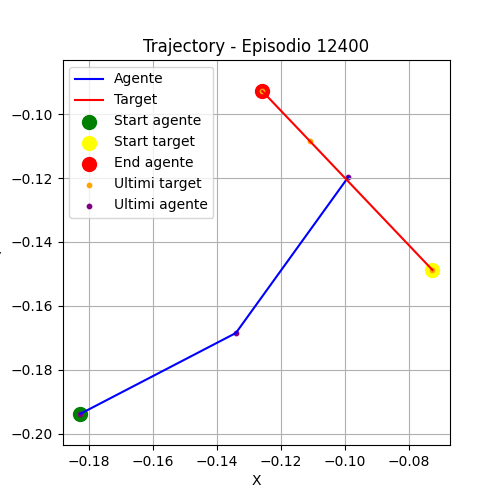 Trajectory - Episodio 12400
Agente
Target
Start agente
Start target
End agente
Ultimi target
Ultimi agente
−0.10
−0.12
−0.14
−0.16
−0.18
−0.20
−0.18
−0.16
−0.14
−0.12
−0.10
−0.08
X